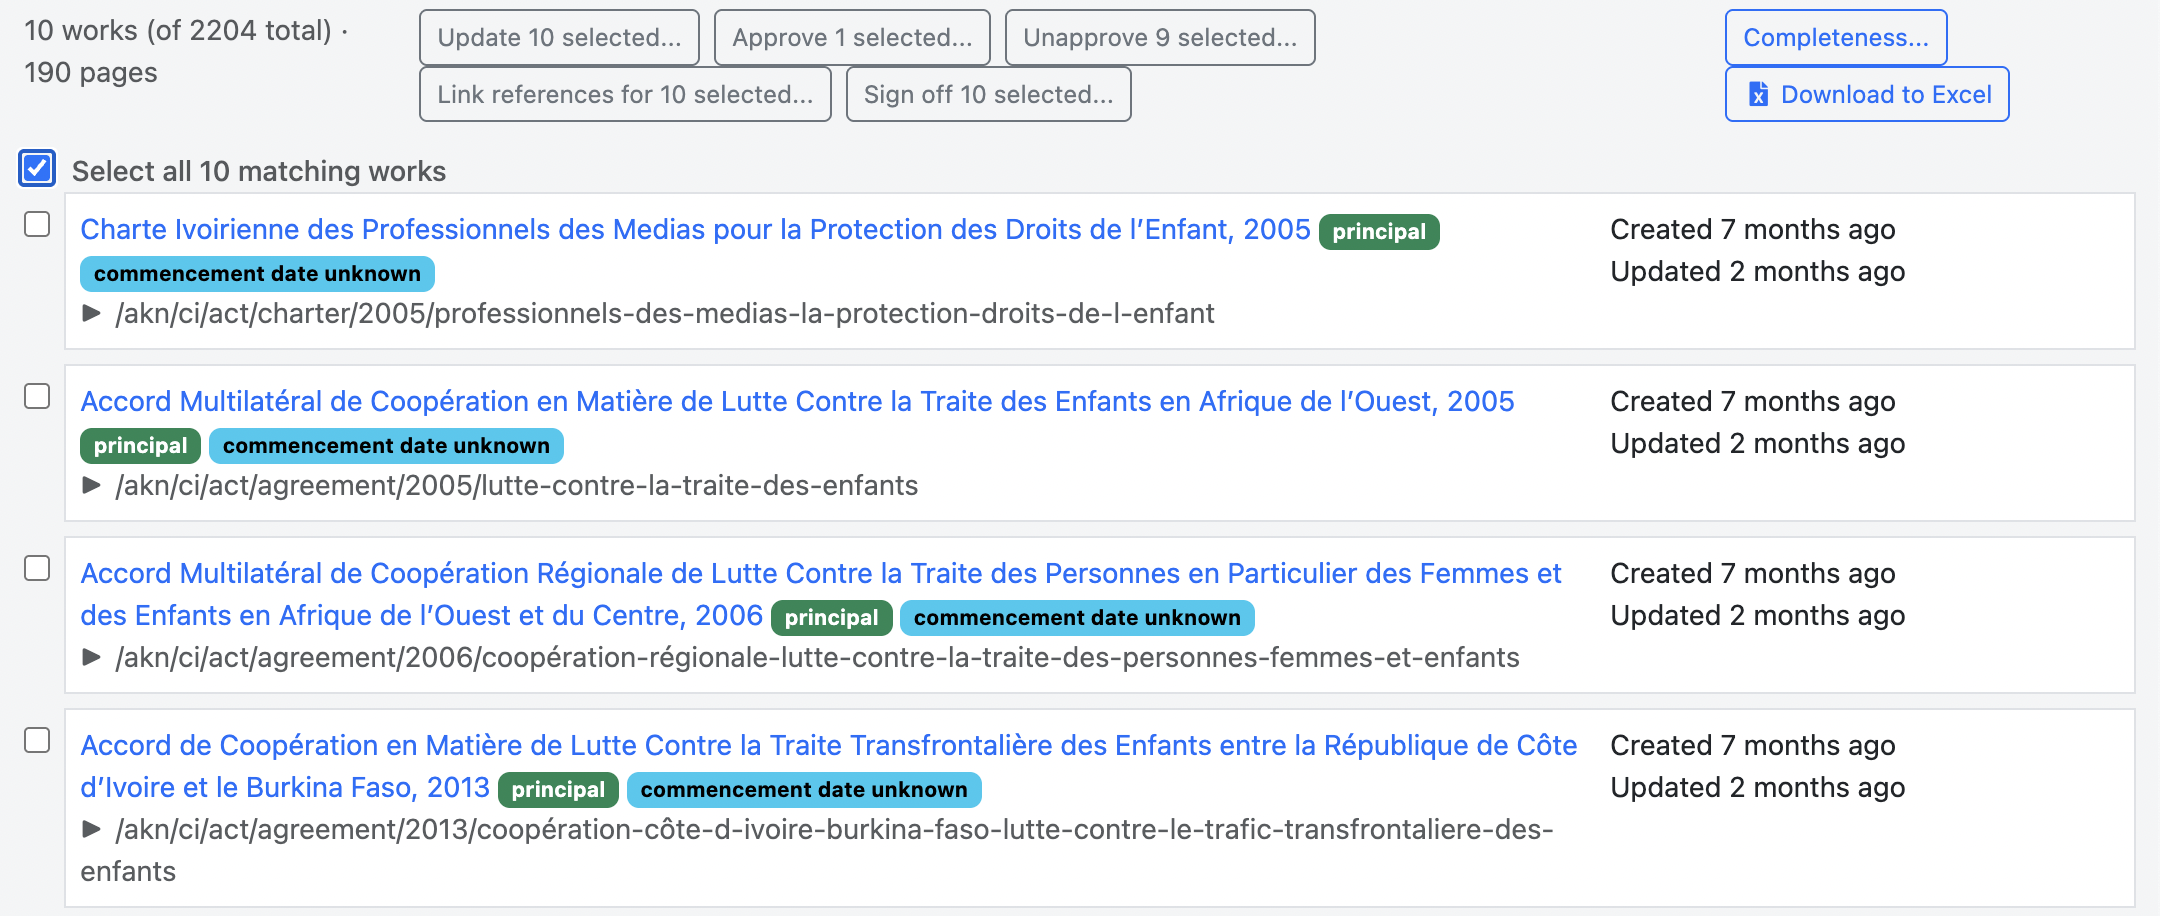 10 works (of 2204 total) ·
190 pages
Update 10 selected...
Approve 1 selected...
Unapprove 9 selected...
Link references for 10 selected...
Sign off 10 selected...
Completeness...
Download to Excel
Select all 10 matching works
Charte Ivoirienne des Professionnels des Medias pour la Protection des Droits de l’Enfant, 2005 principal
commencement date unknown
/akn/ci/act/charter/2005/professionnels-des-medias-la-protection-droits-de-l-enfant
Created 7 months ago
Updated 2 months ago
Accord Multilatéral de Coopération en Matière de Lutte Contre la Traite des Enfants en Afrique de l’Ouest, 2005
principal commencement date unknown
/akn/ci/act/agreement/2005/lutte-contre-la-traite-des-enfants
Created 7 months ago
Updated 2 months ago
Accord Multilatéral de Coopération Régionale de Lutte Contre la Traite des Personnes en Particulier des Femmes et
des Enfants en Afrique de l’Ouest et du Centre, 2006 principal commencement date unknown
/akn/ci/act/agreement/2006/coopération-régionale-lutte-contre-la-traite-des-personnes-femmes-et-enfants
Created 7 months ago
Updated 2 months ago
Accord de Coopération en Matière de Lutte Contre la Traite Transfrontalière des Enfants entre la République de Côte
d’Ivoire et le Burkina Faso, 2013 principal commencement date unknown
/akn/ci/act/agreement/2013/coopération-côte-d-ivoire-burkina-faso-lutte-contre-le-trafic-transfrontaliere-des-
enfants
Created 7 months ago
Updated 2 months ago